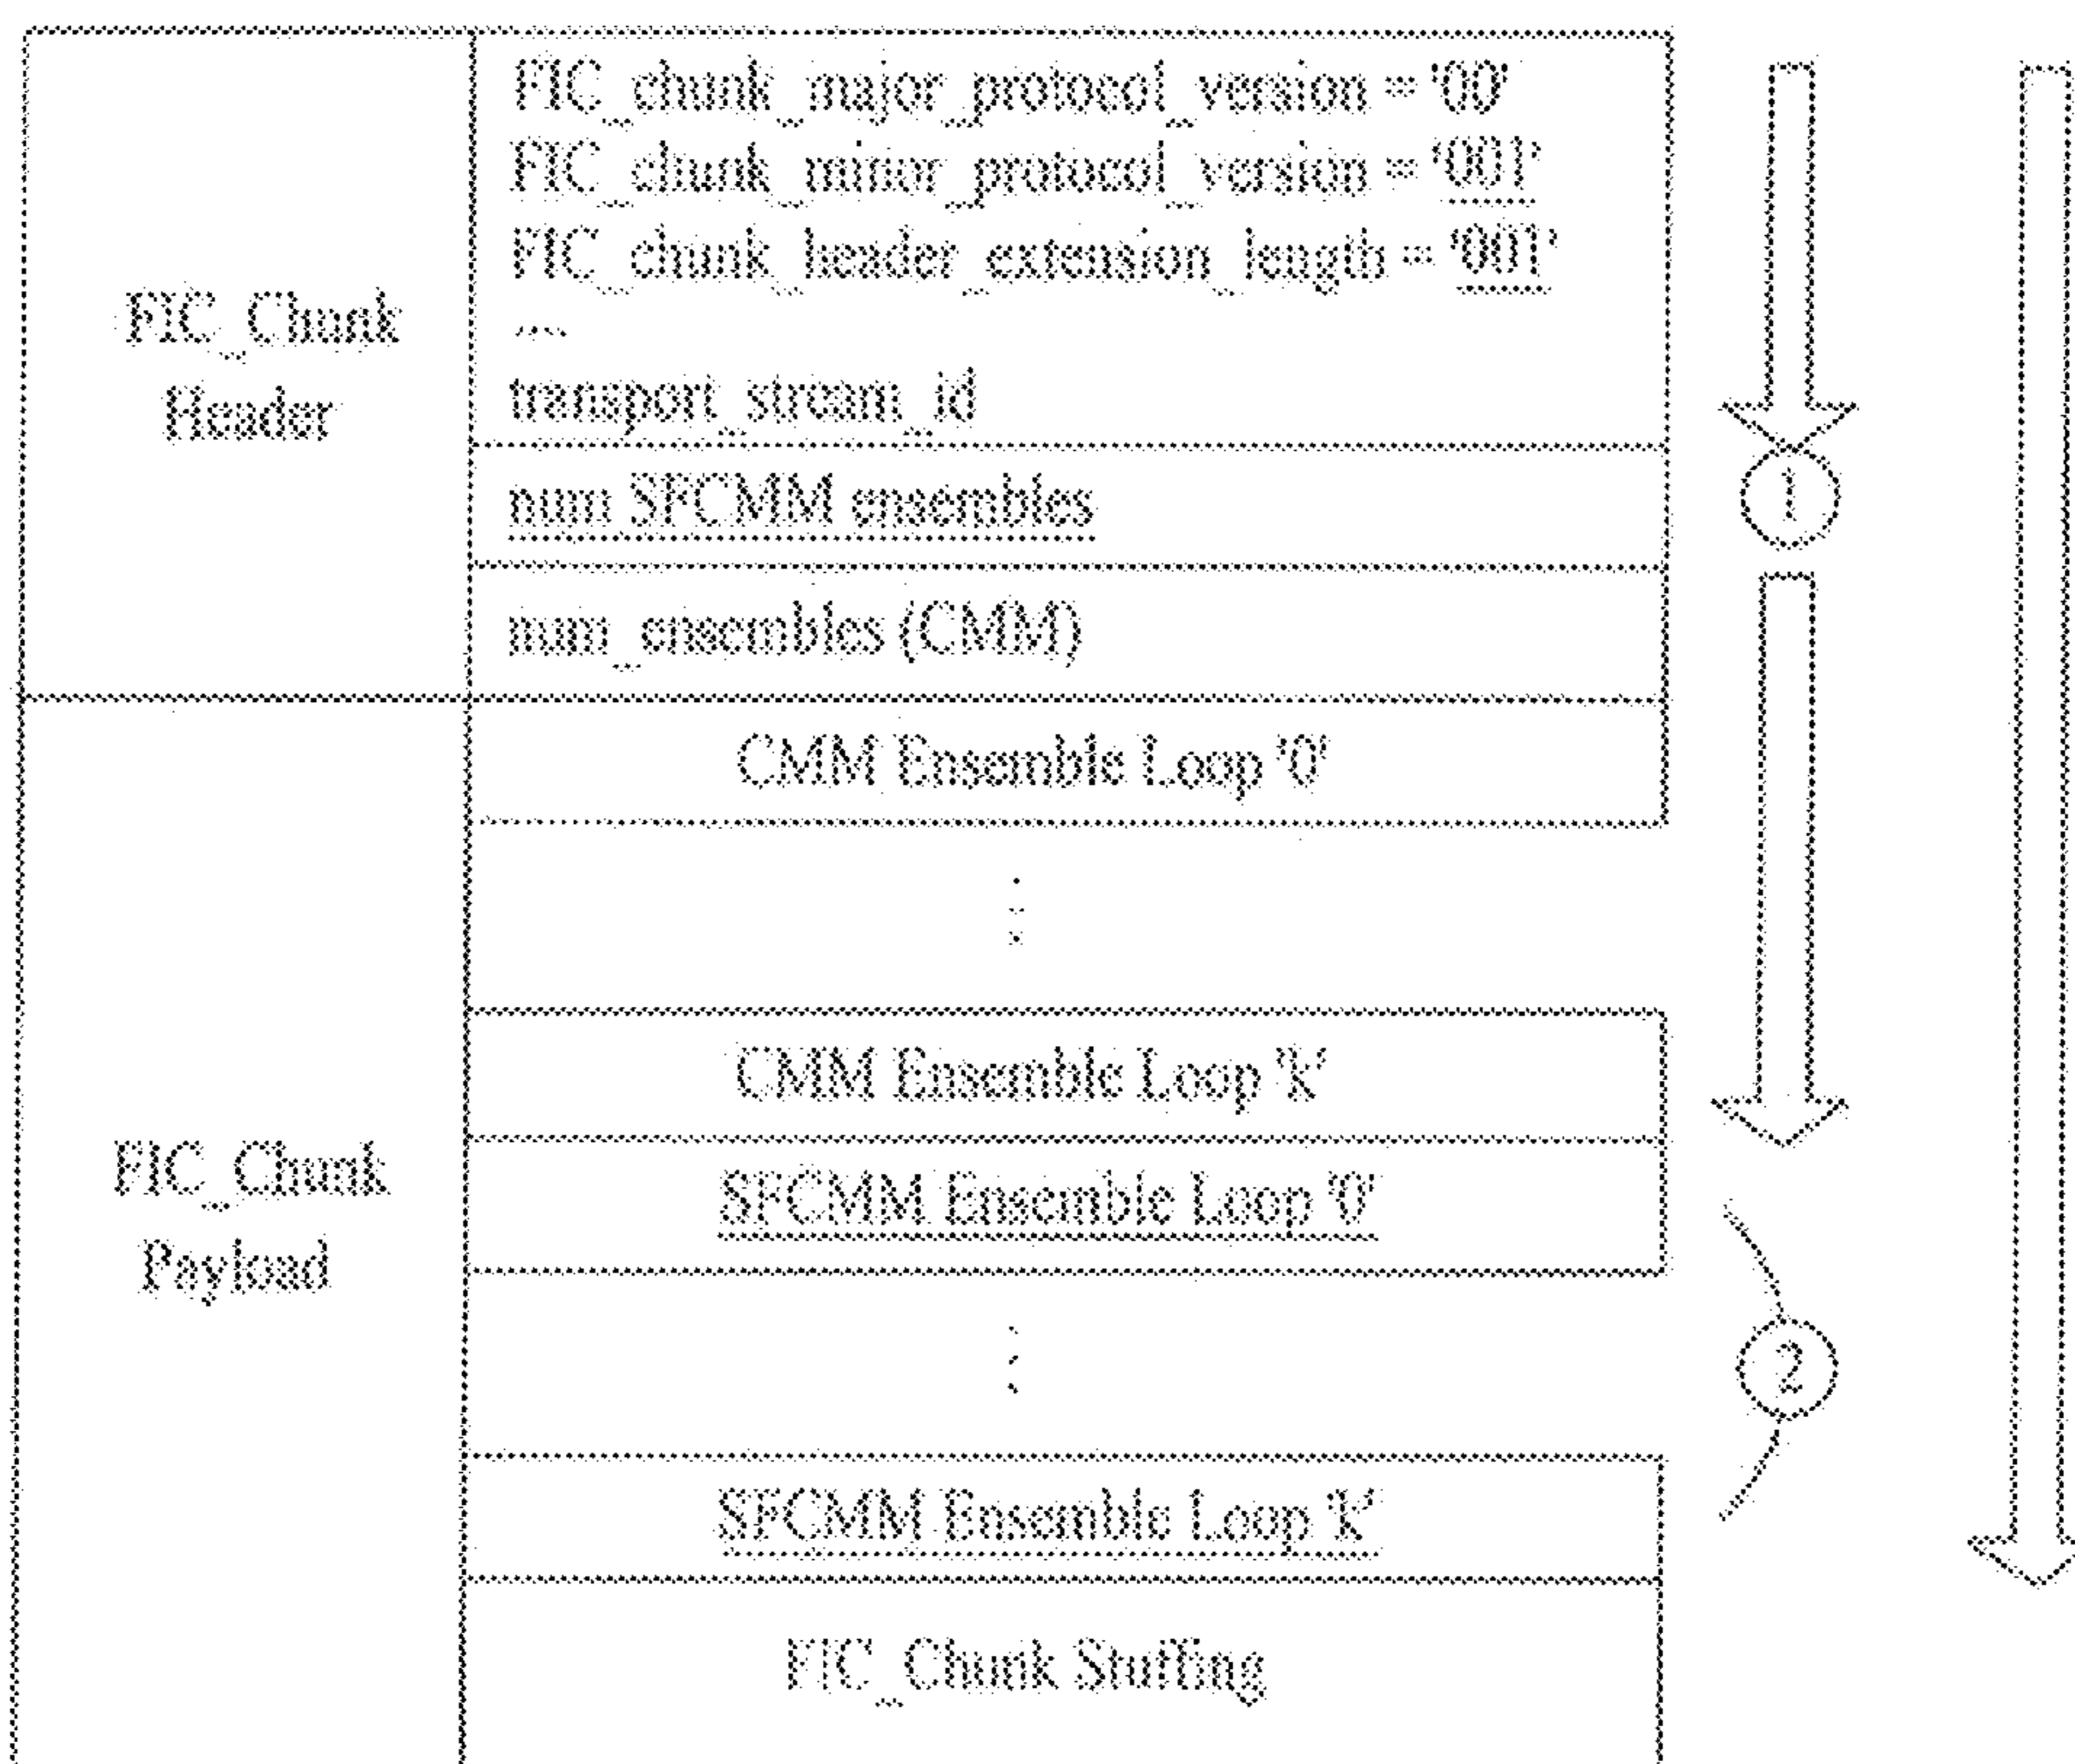 FIC_chunk_major_protocol_version = '00'
FIC_chunk_minor_protocol_version = '001'
FIC_chunk_header_extension_length = '001'
...
transport_stream_id
FIC_Chunk
Header
num SFCMM ensembles
1
num_ensembles (CMM)
CMM Ensemble Loop '0'
CMM Ensemble Loop 'k'
FIC_Chunk
Payload
SFCMM Ensemble Loop '0'
2
SFCMM Ensemble Loop 'k'
FIC_Chunk Stuffing